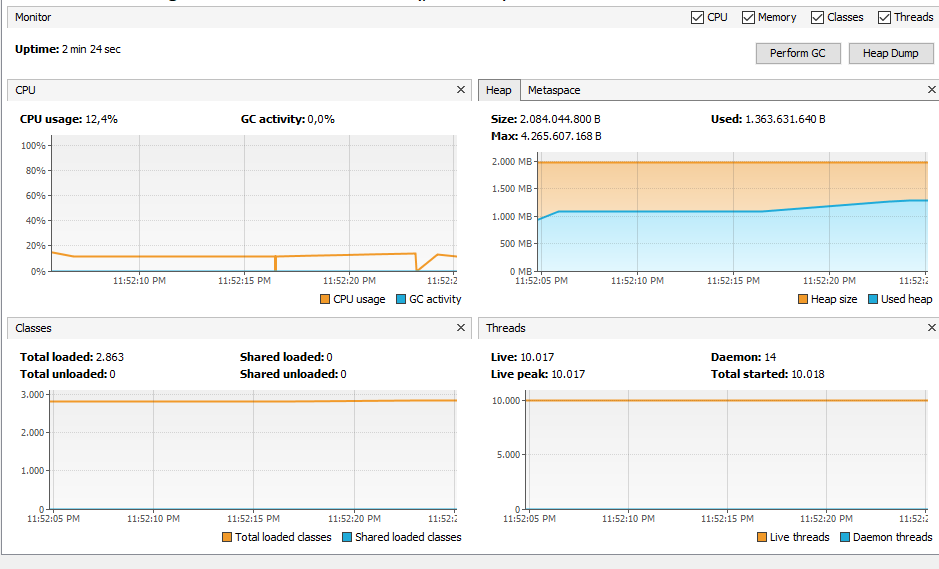 Monitor
CPU Memory Classes Threads
Uptime: 2 min 24 sec
Perform GC Heap Dump
CPU
CPU usage: 12,4% GC activity: 0,0%
100%
80%
60%
40%
20%
0%
11:52:10 PM 11:52:15 PM 11:52:20 PM 11:52:2
CPU usage GC activity
Heap Metaspace
Size: 2.084.044.800 B Used: 1.363.631.640 B
Max: 4.265.607.168 B
2.000 MB
1.500 MB
1.000 MB
500 MB
0 MB
11:52:05 PM 11:52:10 PM 11:52:15 PM 11:52:20 PM 11:52:2
Heap size Used heap
Classes
Total loaded: 2.863 Shared loaded: 0
Total unloaded: 0 Shared unloaded: 0
3.000
2.000
1.000
0
11:52:05 PM 11:52:10 PM 11:52:15 PM 11:52:20 PM 11:52:2
Total loaded classes Shared loaded classes
Threads
Live: 10.017 Daemon: 14
Live peak: 10.017 Total started: 10.018
10.000
5.000
0
11:52:05 PM 11:52:10 PM 11:52:15 PM 11:52:20 PM 11:52:2
Live threads Daemon threads